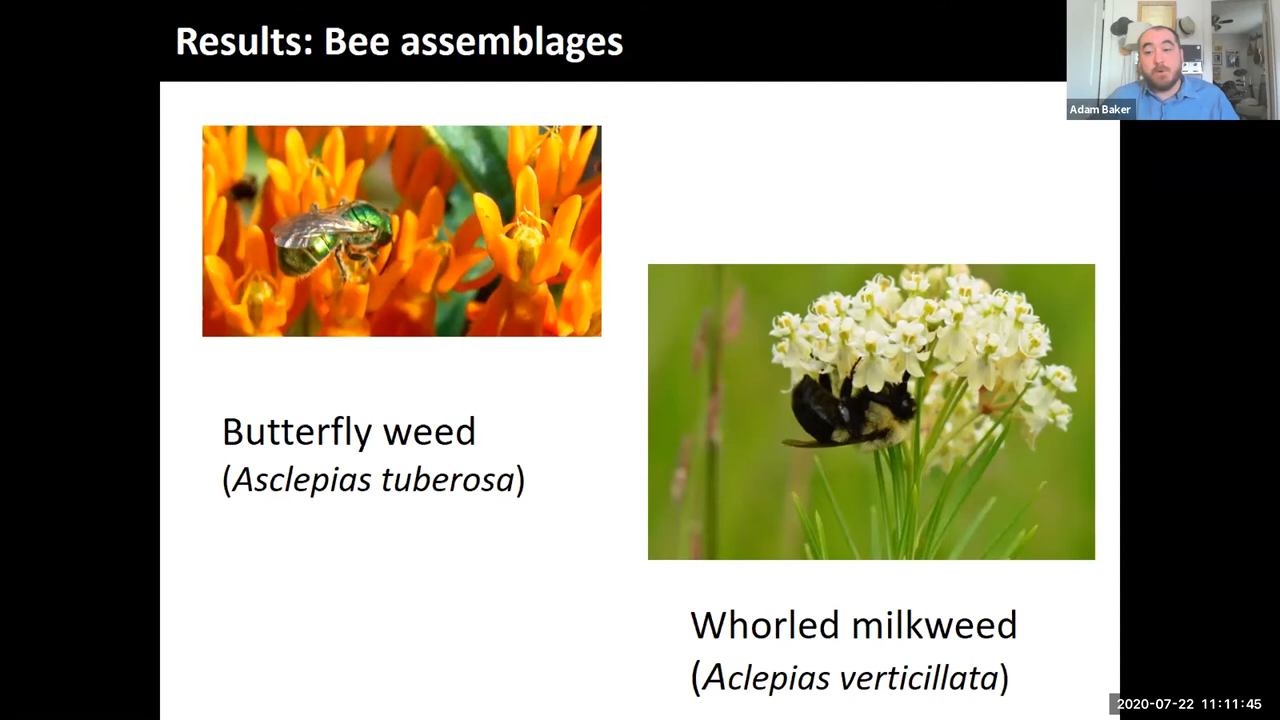 Results: Bee assemblages
Adam Baker
Butterfly weed
(Asclepias tuberosa)
Whorled milkweed
(Aclepias verticillata)
2020-07-22 11:11:45